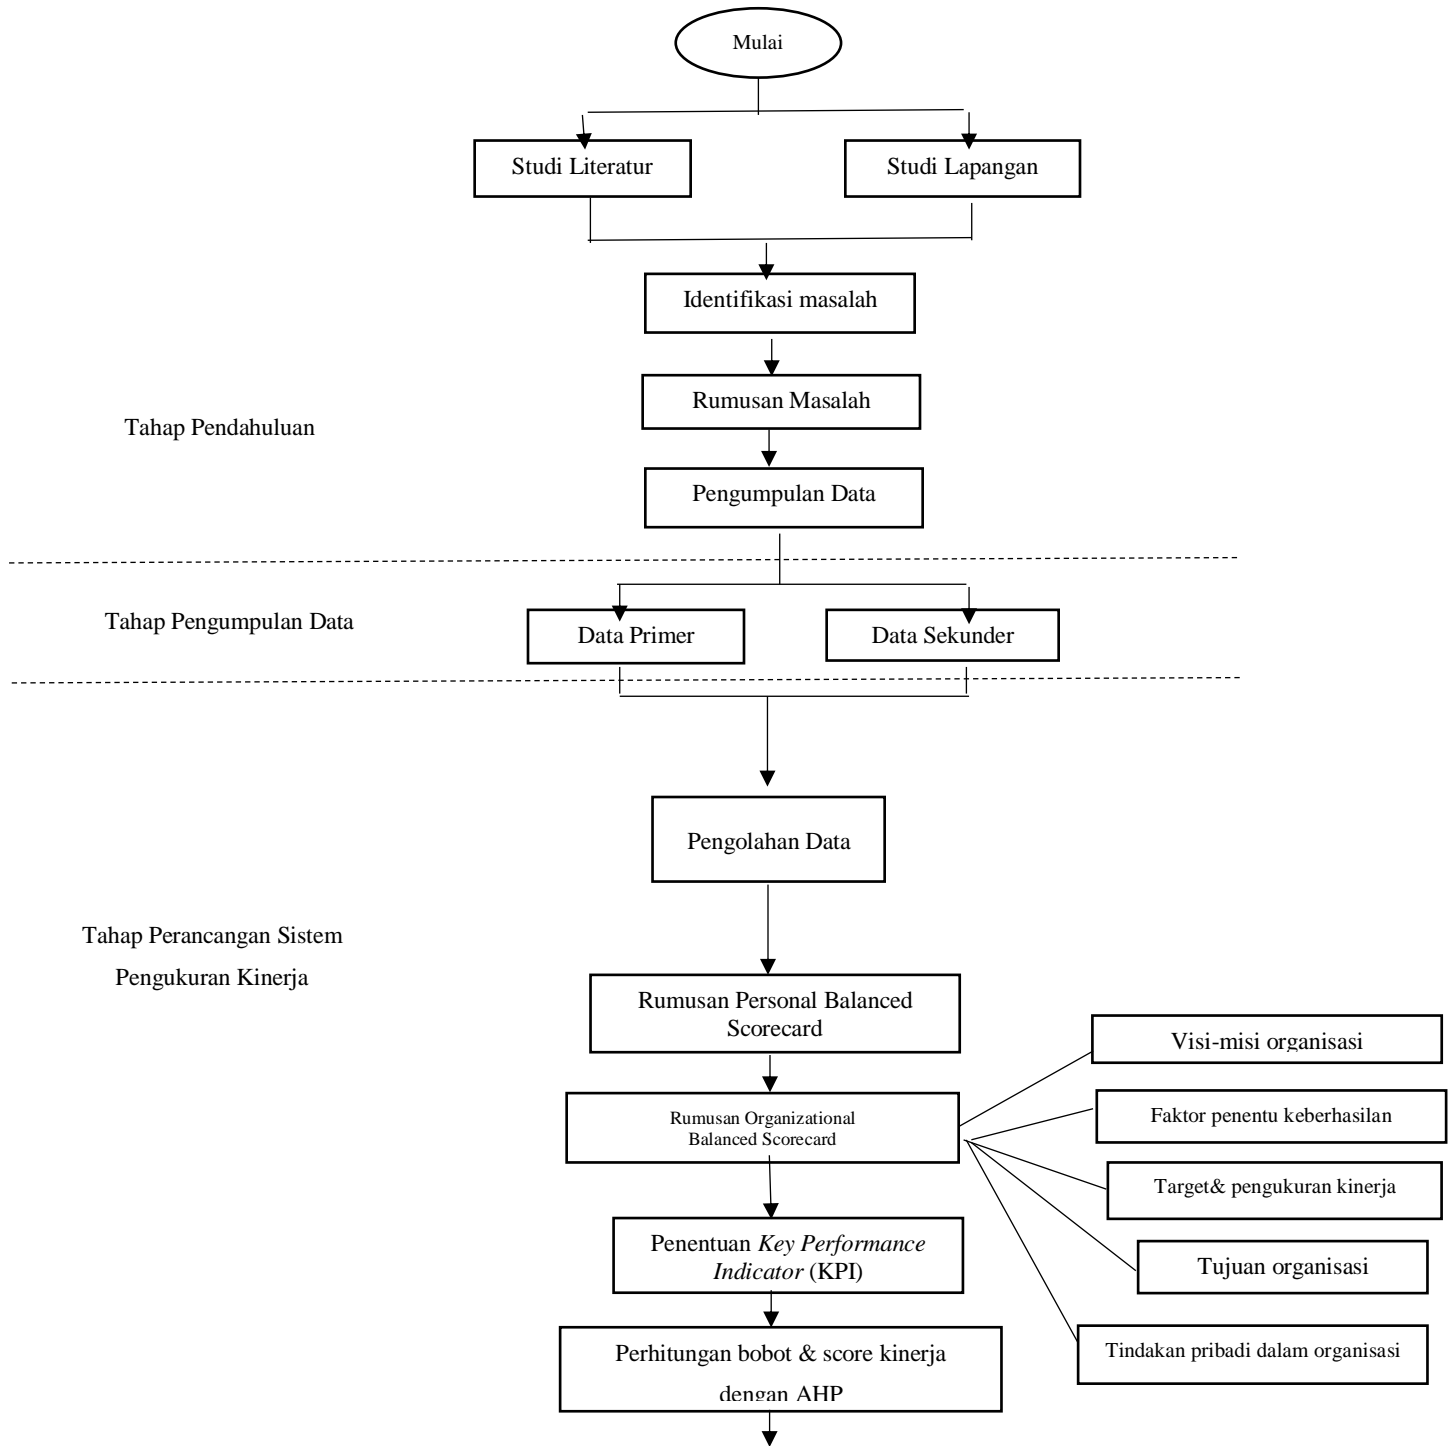 Mulai
Studi Literatur
Studi Lapangan
Identifikasi masalah
Rumusan Masalah
Tahap Pendahuluan
Pengumpulan Data
Tahap Pengumpulan Data
Data Primer
Data Sekunder
Pengolahan Data
Tahap Perancangan Sistem
Pengukuran Kinerja
Rumusan Personal Balanced
Scorecard
Visi-misi organisasi
Rumusan Organizational
Balanced Scorecard
Faktor penentu keberhasilan
Target& pengukuran kinerja
Penentuan Key Performance
Indicator (KPI)
Tujuan organisasi
Perhitungan bobot & score kinerja
dengan AHP
Tindakan pribadi dalam organisasi